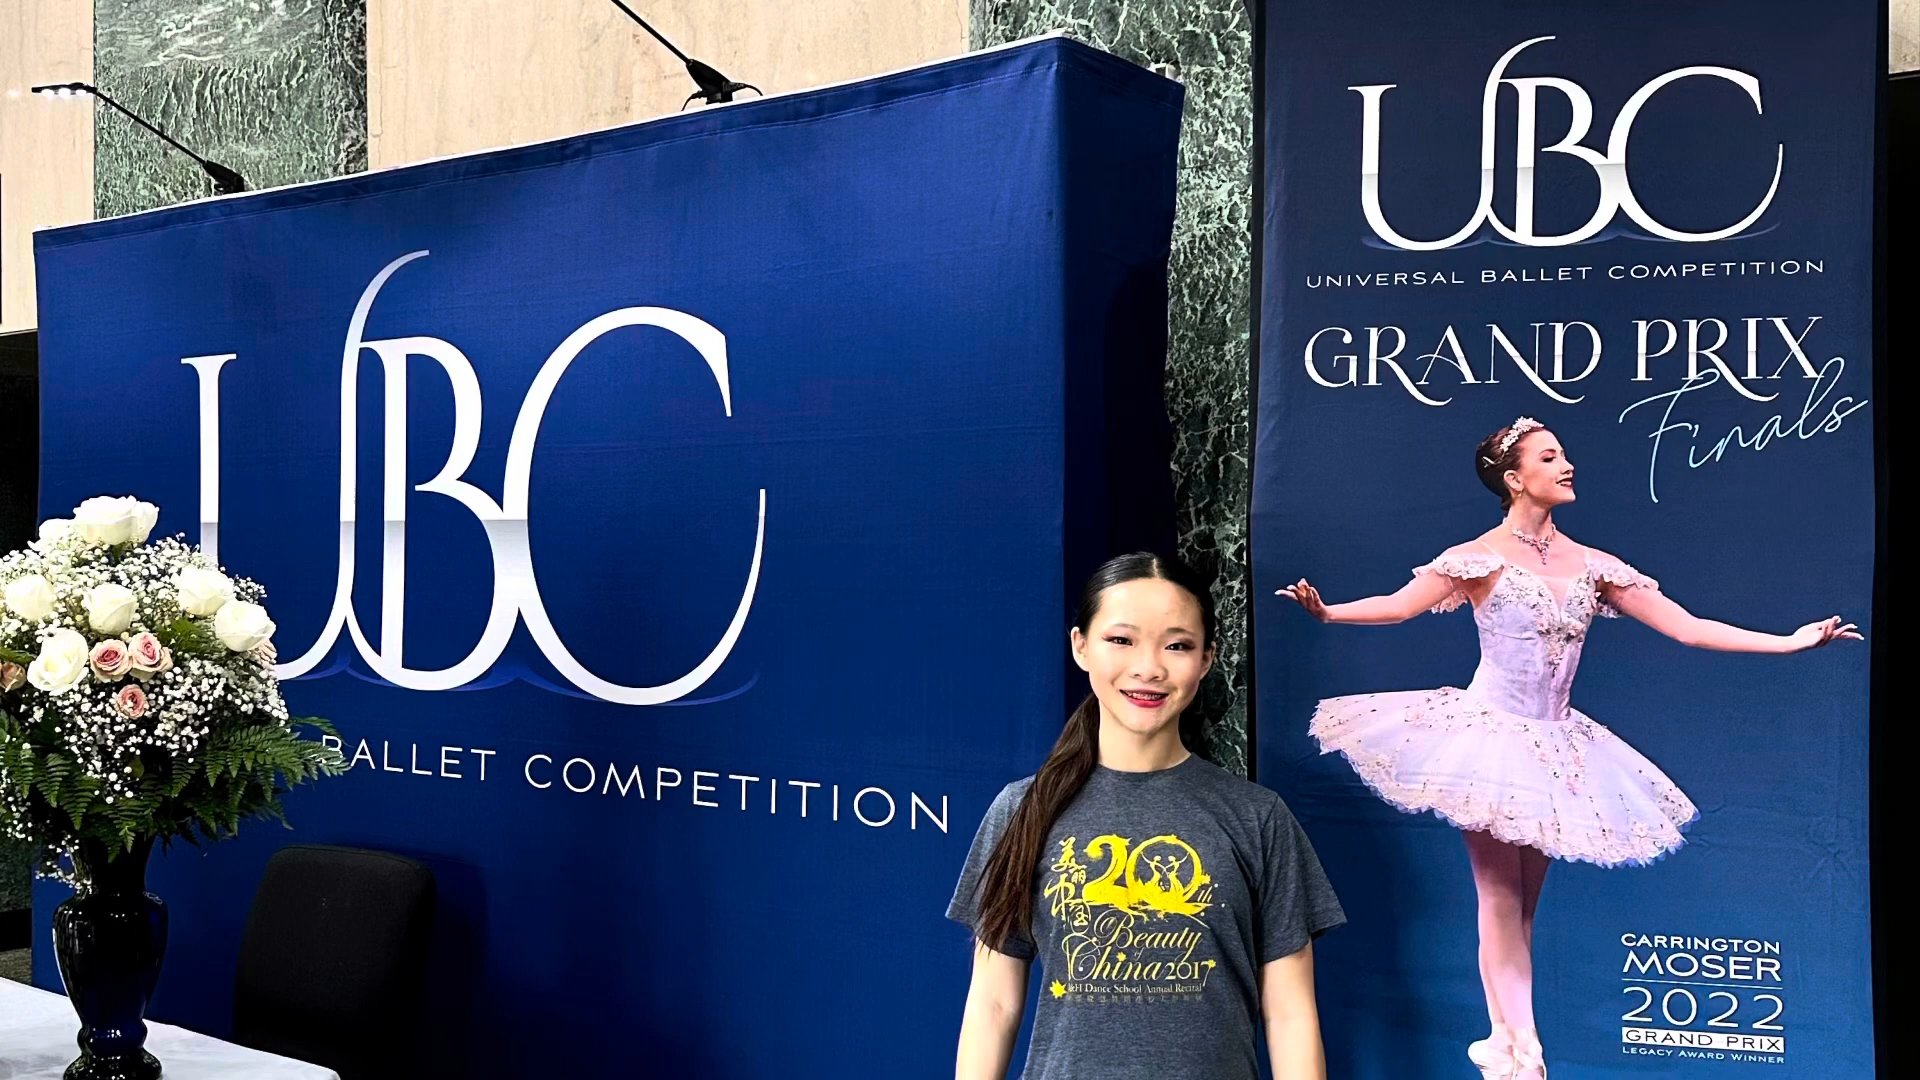 UBC
BALLET COMPETITION
UBC
UNIVERSAL BALLET COMPETITION
GRAND PRIX
Finals
CARRINGTON
MOSER
2022
GRAND PRIX
LEGACY AWARD WINNER
美丽中国
20th
Beauty
of
China 2017
Dance School Annual Recital